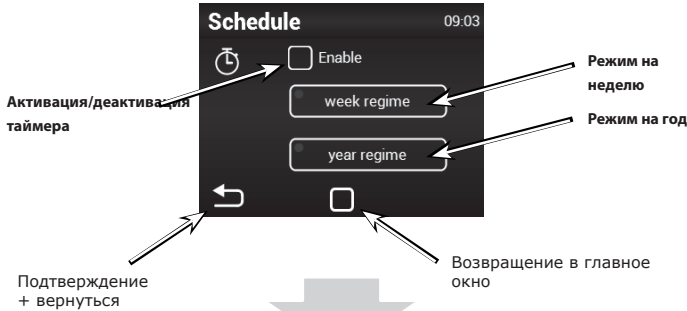 Schedule
09:03
Enable
Режим на
неделю
week regime
Активация/деактивация
таймера
Режим на год
year regime
Возвращение в главное
окно
Подтверждение
+ вернуться